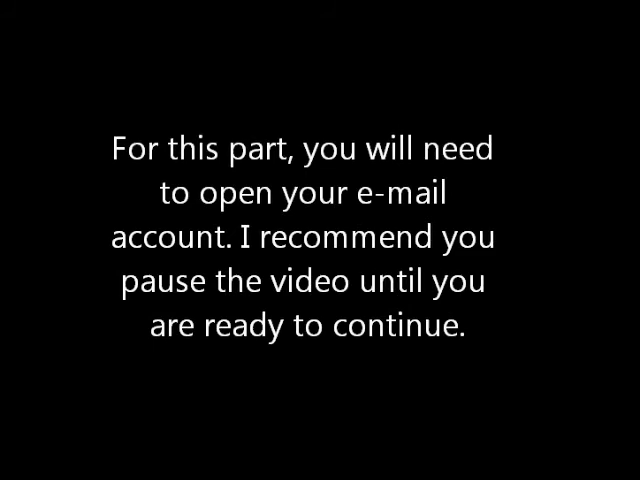 For this part, you will need
to open your e-mail
account. I recommend you
pause the video until you
are ready to continue.